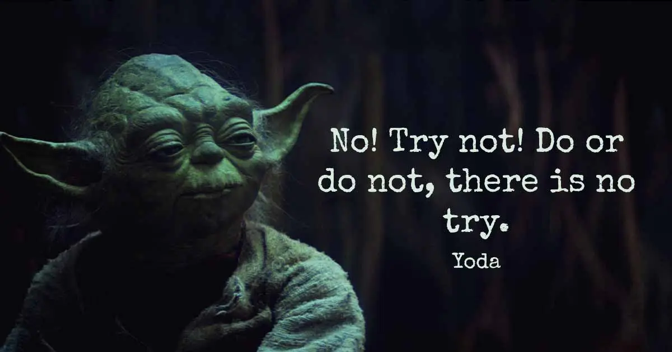 No! Try not! Do or
do not, there is no
try.
Yoda